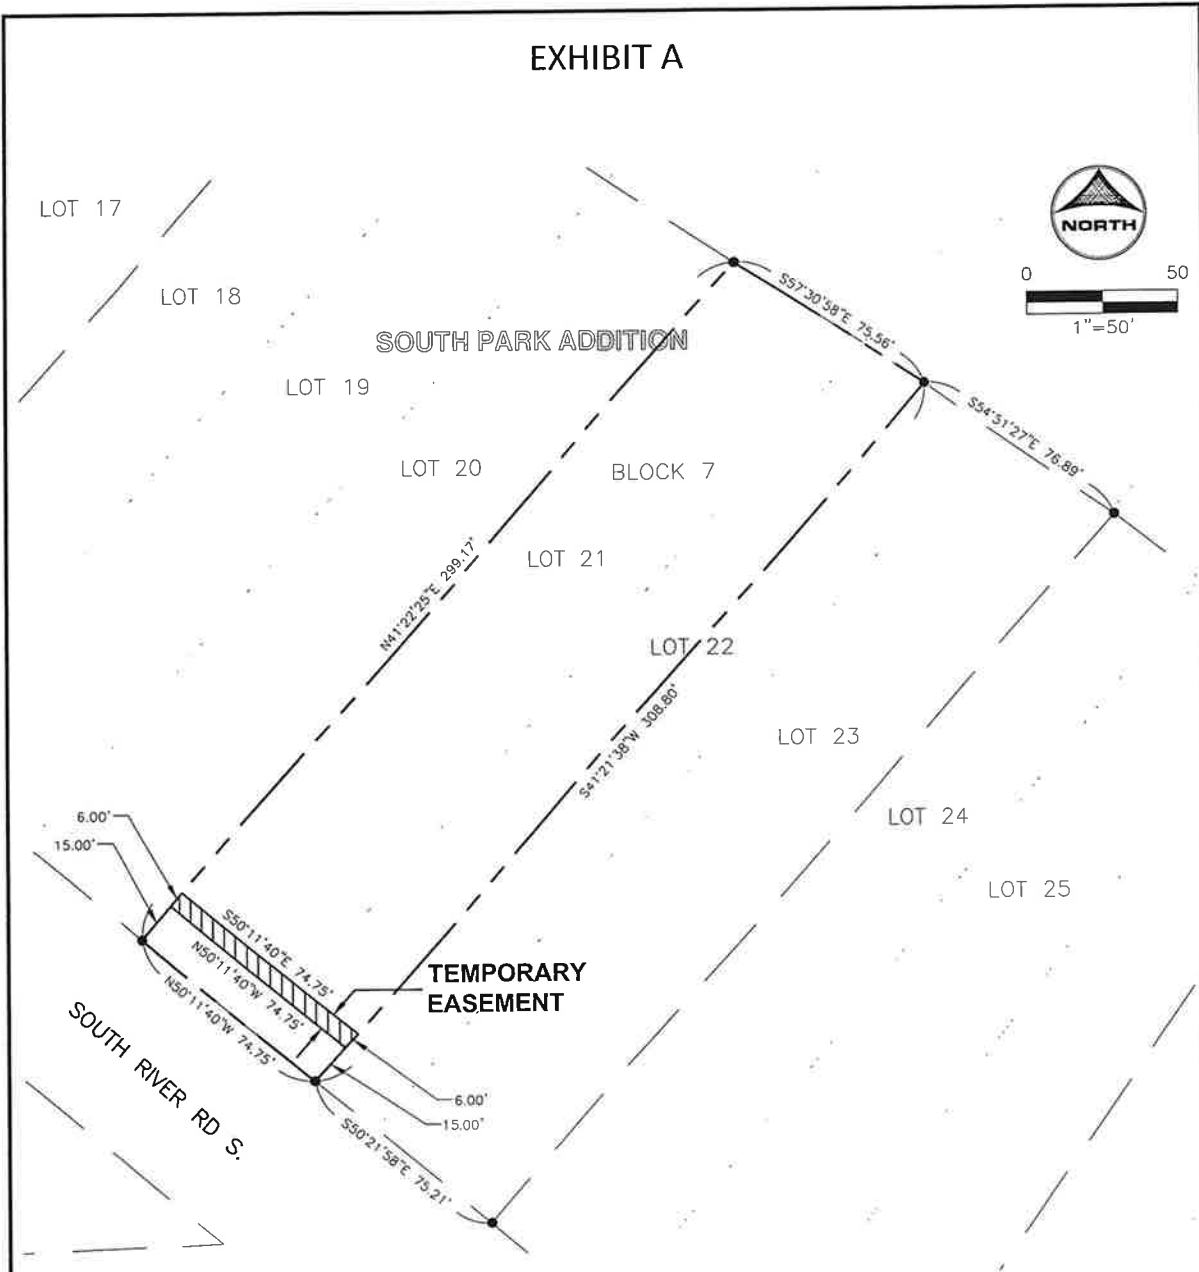 EXHIBIT A
LOT 17
NORTH
LOT 18
0 50
1"=50'
S57°30'58"E 75.56'
SOUTH PARK ADDITION
LOT 19
S54°51'27"E 76.89'
LOT 20
BLOCK 7
LOT 21
N41°22'25"E 299.17'
LOT 22
S41°21'38"W 308.80'
LOT 23
LOT 24
LOT 25
6.00'
15.00'
S50°11'40"E 74.75'
N50°11'40"W 74.75'
N50°11'40"W 74.75'
TEMPORARY
EASEMENT
SOUTH RIVER RD S.
6.00'
15.00'
S50°21'58"E 75.21'